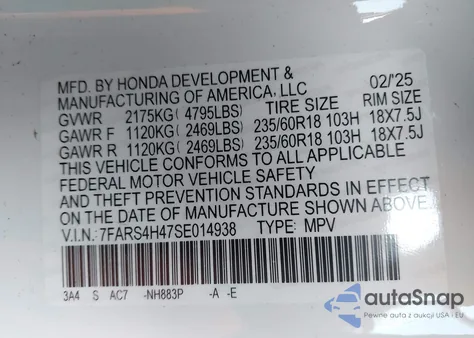 MFD. BY HONDA DEVELOPMENT & 02/'25
MANUFACTURING OF AMERICA, LLC
TIRE SIZE RIM SIZE
GVWR 2175KG( 4795LBS)
GAWR F 1120KG( 2469LBS) 235/60R18 103H 18X7.5J
GAWR R 1120KG( 2469LBS) 235/60R18 103H 18X7.5J
THIS VEHICLE CONFORMS TO ALL APPLICABLE
FEDERAL MOTOR VEHICLE SAFETY
AND THEFT PREVENTION STANDARDS IN EFFECT
ON THE DATE OF MANUFACTURE SHOWN ABOVE.
V.I.N.: 7FARS4H47SE014938 TYPE: MPV
3A4 S AC7 -NH883P -A -E
autoSnap
Pewne auta z aukcji USA i EU